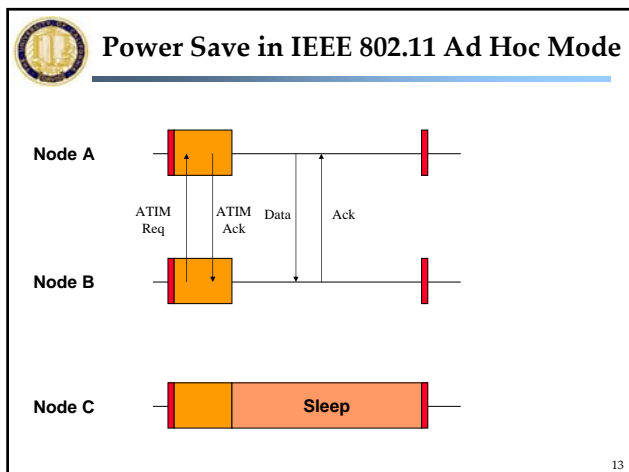 Power Save in IEEE 802.11 Ad Hoc Mode
Node A
ATIM
Req
ATIM
Ack
Data
Ack
Node B
Node C
Sleep
13